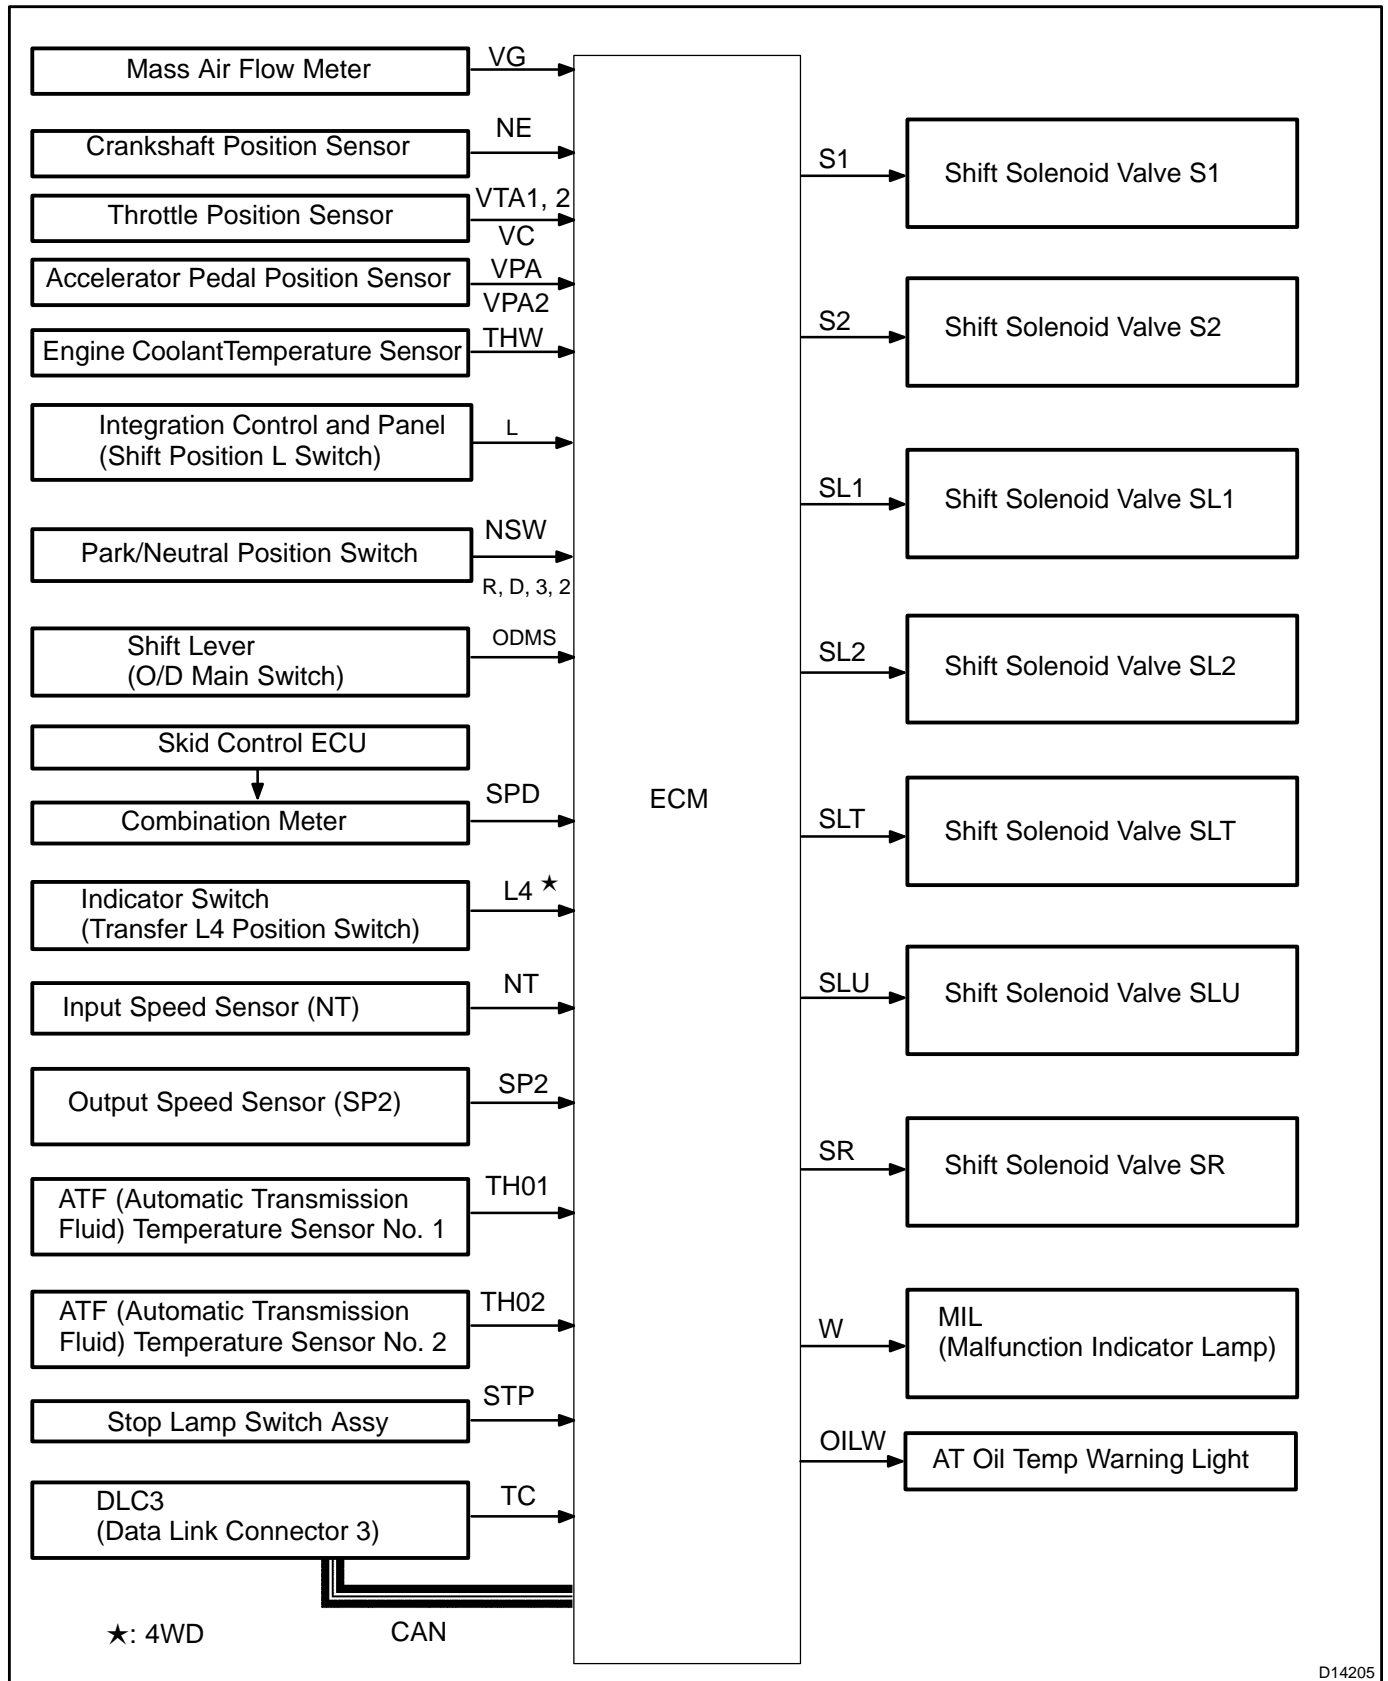 Mass Air Flow Meter
VG
Crankshaft Position Sensor
NE
Throttle Position Sensor
VTA1, 2
VC
Accelerator Pedal Position Sensor
VPA
VPA2
Engine CoolantTemperature Sensor
THW
Integration Control and Panel
(Shift Position L Switch)
L
Park/Neutral Position Switch
NSW
R, D, 3, 2
Shift Lever
(O/D Main Switch)
ODMS
Skid Control ECU
Combination Meter
SPD
Indicator Switch
(Transfer L4 Position Switch)
L4 ★
Input Speed Sensor (NT)
NT
Output Speed Sensor (SP2)
SP2
ATF (Automatic Transmission
Fluid) Temperature Sensor No. 1
TH01
ATF (Automatic Transmission
Fluid) Temperature Sensor No. 2
TH02
Stop Lamp Switch Assy
STP
DLC3
(Data Link Connector 3)
TC
★: 4WD
CAN
ECM
S1
Shift Solenoid Valve S1
S2
Shift Solenoid Valve S2
SL1
Shift Solenoid Valve SL1
SL2
Shift Solenoid Valve SL2
SLT
Shift Solenoid Valve SLT
SLU
Shift Solenoid Valve SLU
SR
Shift Solenoid Valve SR
W
MIL
(Malfunction Indicator Lamp)
OILW
AT Oil Temp Warning Light
D14205